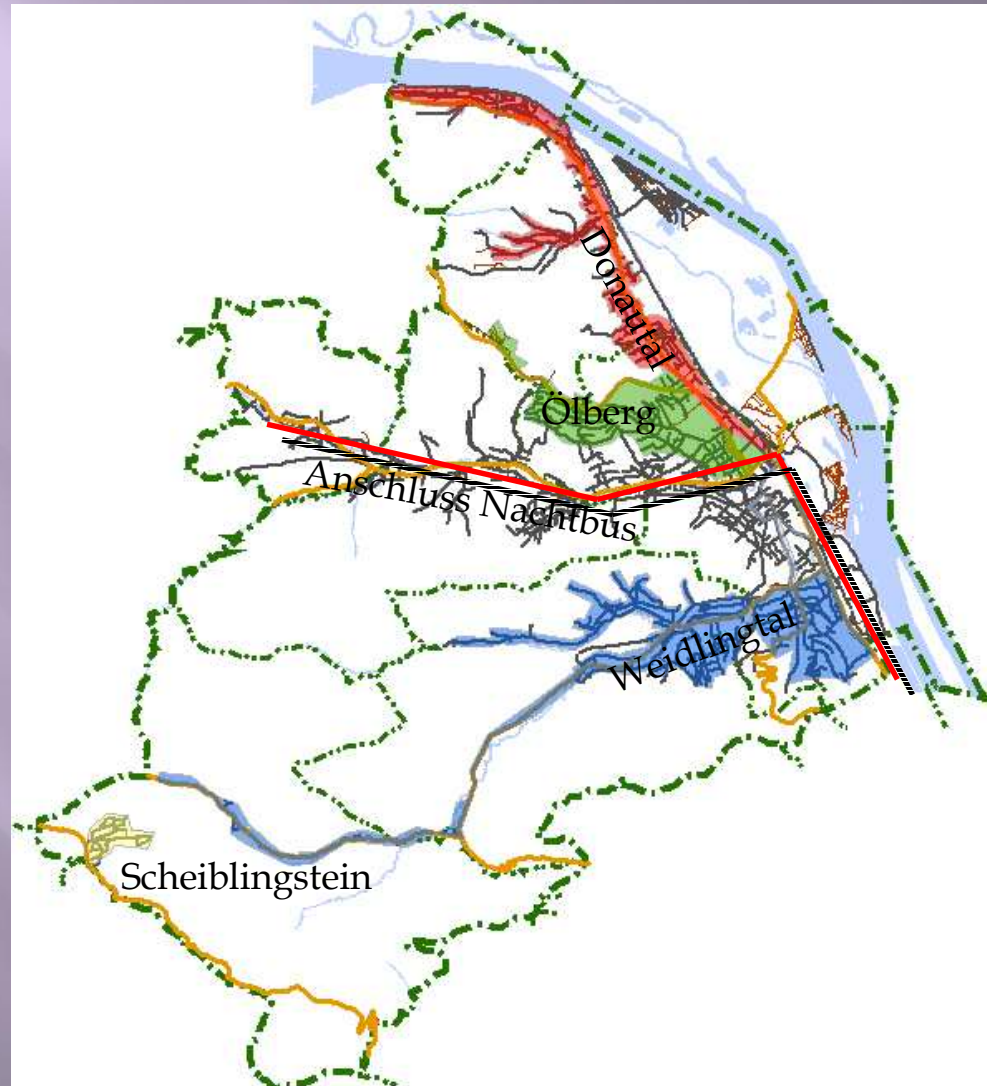 Donautal
Ölberg
Anschluss Nachtbus
Weidlingtal
Scheiblingstein